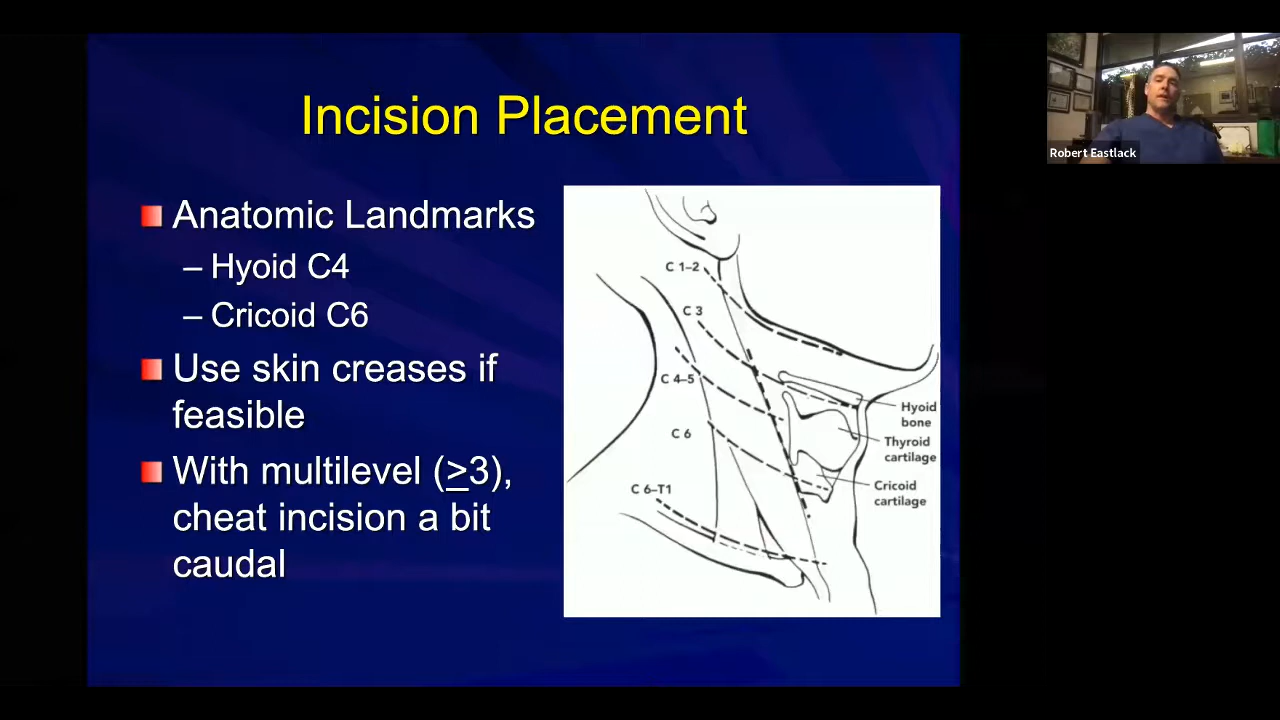 Incision Placement
Anatomic Landmarks
– Hyoid C4
– Cricoid C6
Use skin creases if
feasible
With multilevel (≥3),
cheat incision a bit
caudal
C 1–2
C 3
C 4–5
C 6
C 6–T1
Hyoid
bone
Thyroid
cartilage
Cricoid
cartilage
Robert Eastlack